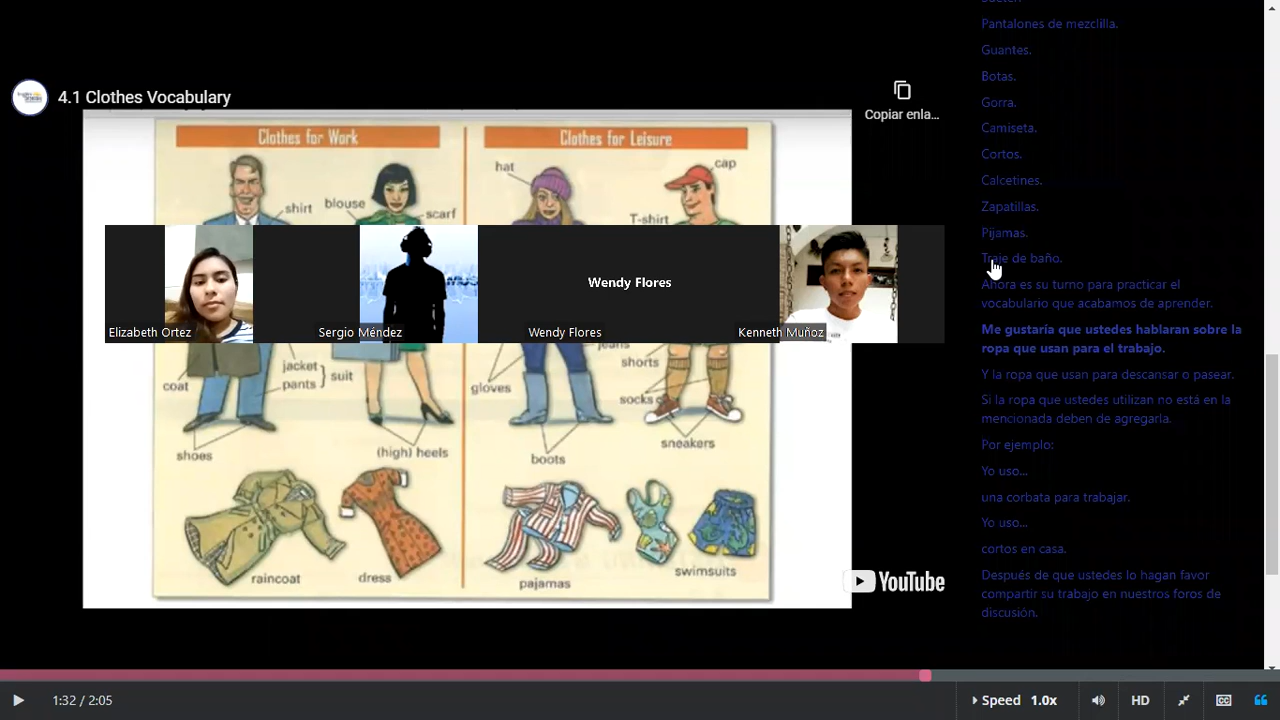 4.1 Clothes Vocabulary
Copiar enla...
Clothes for Work
Clothes for Leisure
hat
cap
shirt
blouse
scarf
T-shirt
Wendy Flores
Elizabeth Ortez
Sergio Méndez
Wendy Flores
Kenneth Muñoz
jeans
coat
jacket
pants
suit
gloves
shorts
socks
shoes
(high) heels
boots
sneakers
raincoat
dress
pajamas
swimsuits
YouTube
Pantalones de mezclilla.
Guantes.
Botas.
Gorra.
Camiseta.
Cortos.
Calcetines.
Zapatillas.
Pijamas.
Traje de baño.
Ahora es su turno para practicar el
vocabulario que acabamos de aprender.
Me gustaría que ustedes hablaran sobre la
ropa que usan para el trabajo.
Y la ropa que usan para descansar o pasear.
Si la ropa que ustedes utilizan no está en la
mencionada deben de agregarla.
Por ejemplo:
Yo uso...
una corbata para trabajar.
Yo uso...
cortos en casa.
Después de que ustedes lo hagan favor
compartir su trabajo en nuestros foros de
discusión.
1:32 / 2:05
Speed 1.0x
HD
CC